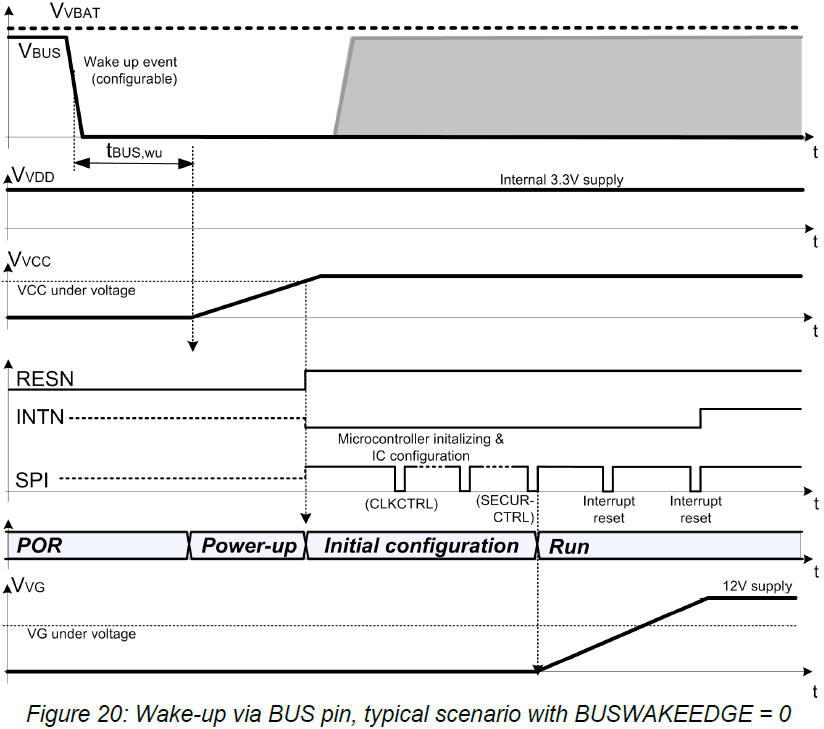 VVBAT
VBUS
Wake up event
(configurable)
tBUS,wu
t
VVDD
Internal 3.3V supply
t
VVCC
VCC under voltage
t
RESN
INTN
Microcontroller initalizing &
IC configuration
SPI
(CLKCTRL)
(SECUR-
CTRL)
Interrupt
reset
Interrupt
reset
t
POR
Power-up
Initial configuration
Run
t
VVG
12V supply
VG under voltage
t
Figure 20: Wake-up via BUS pin, typical scenario with BUSWAKEEDGE = 0